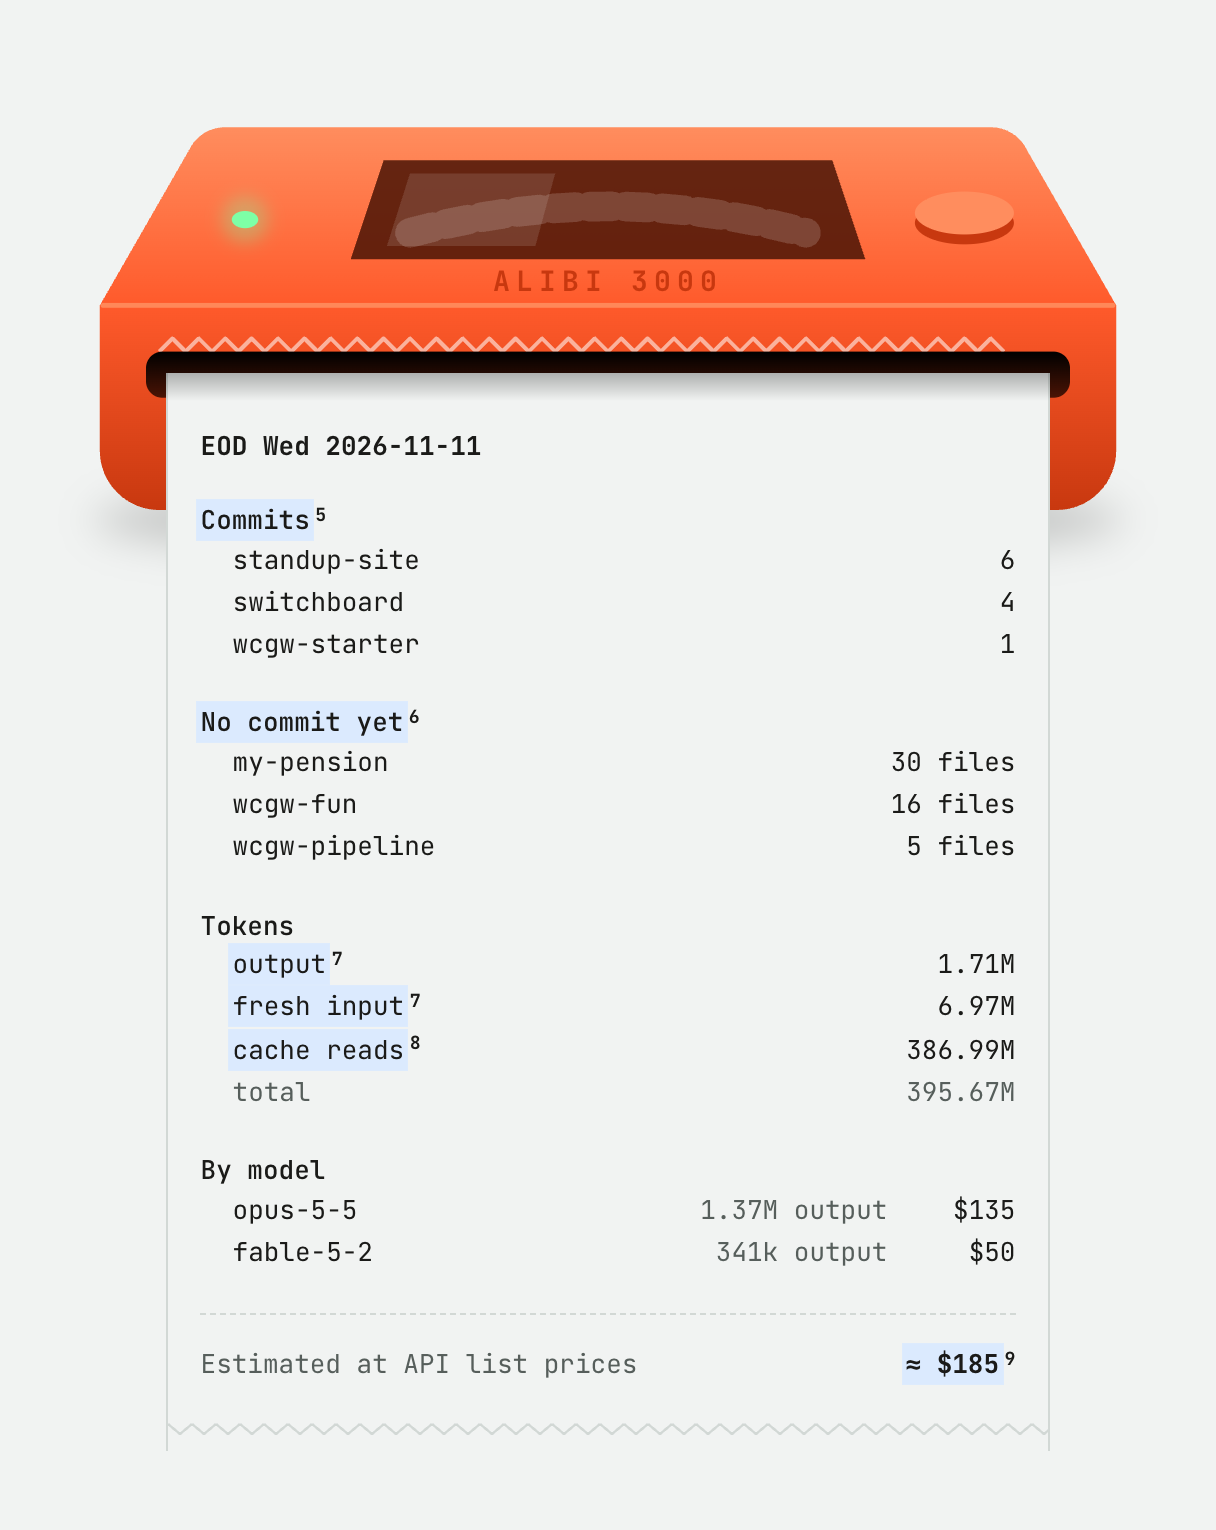 ALIBI 3000
EOD Wed 2026-11-11
Commits⁵
standup-site 6
switchboard 4
wcgw-starter 1
No commit yet⁶
my-pension 30 files
wcgw-fun 16 files
wcgw-pipeline 5 files
Tokens
output⁷ 1.71M
fresh input⁷ 6.97M
cache reads⁸ 386.99M
total 395.67M
By model
opus-5-5 1.37M output $135
fable-5-2 341k output $50
Estimated at API list prices ≈ $185⁹